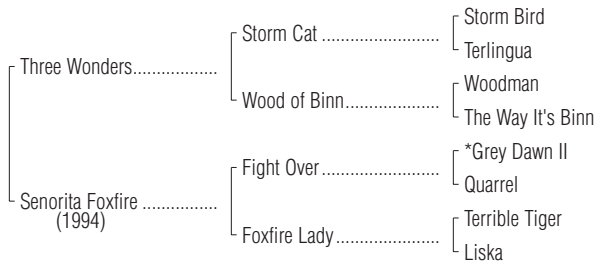 Storm Bird
Storm Cat ........................
Terlingua
Three Wonders.................
Woodman
Wood of Binn...................
The Way It's Binn
*Grey Dawn II
Fight Over ........................
Quarrel
Senorita Foxfire ...............
(1994)
Terrible Tiger
Foxfire Lady.....................
Liska